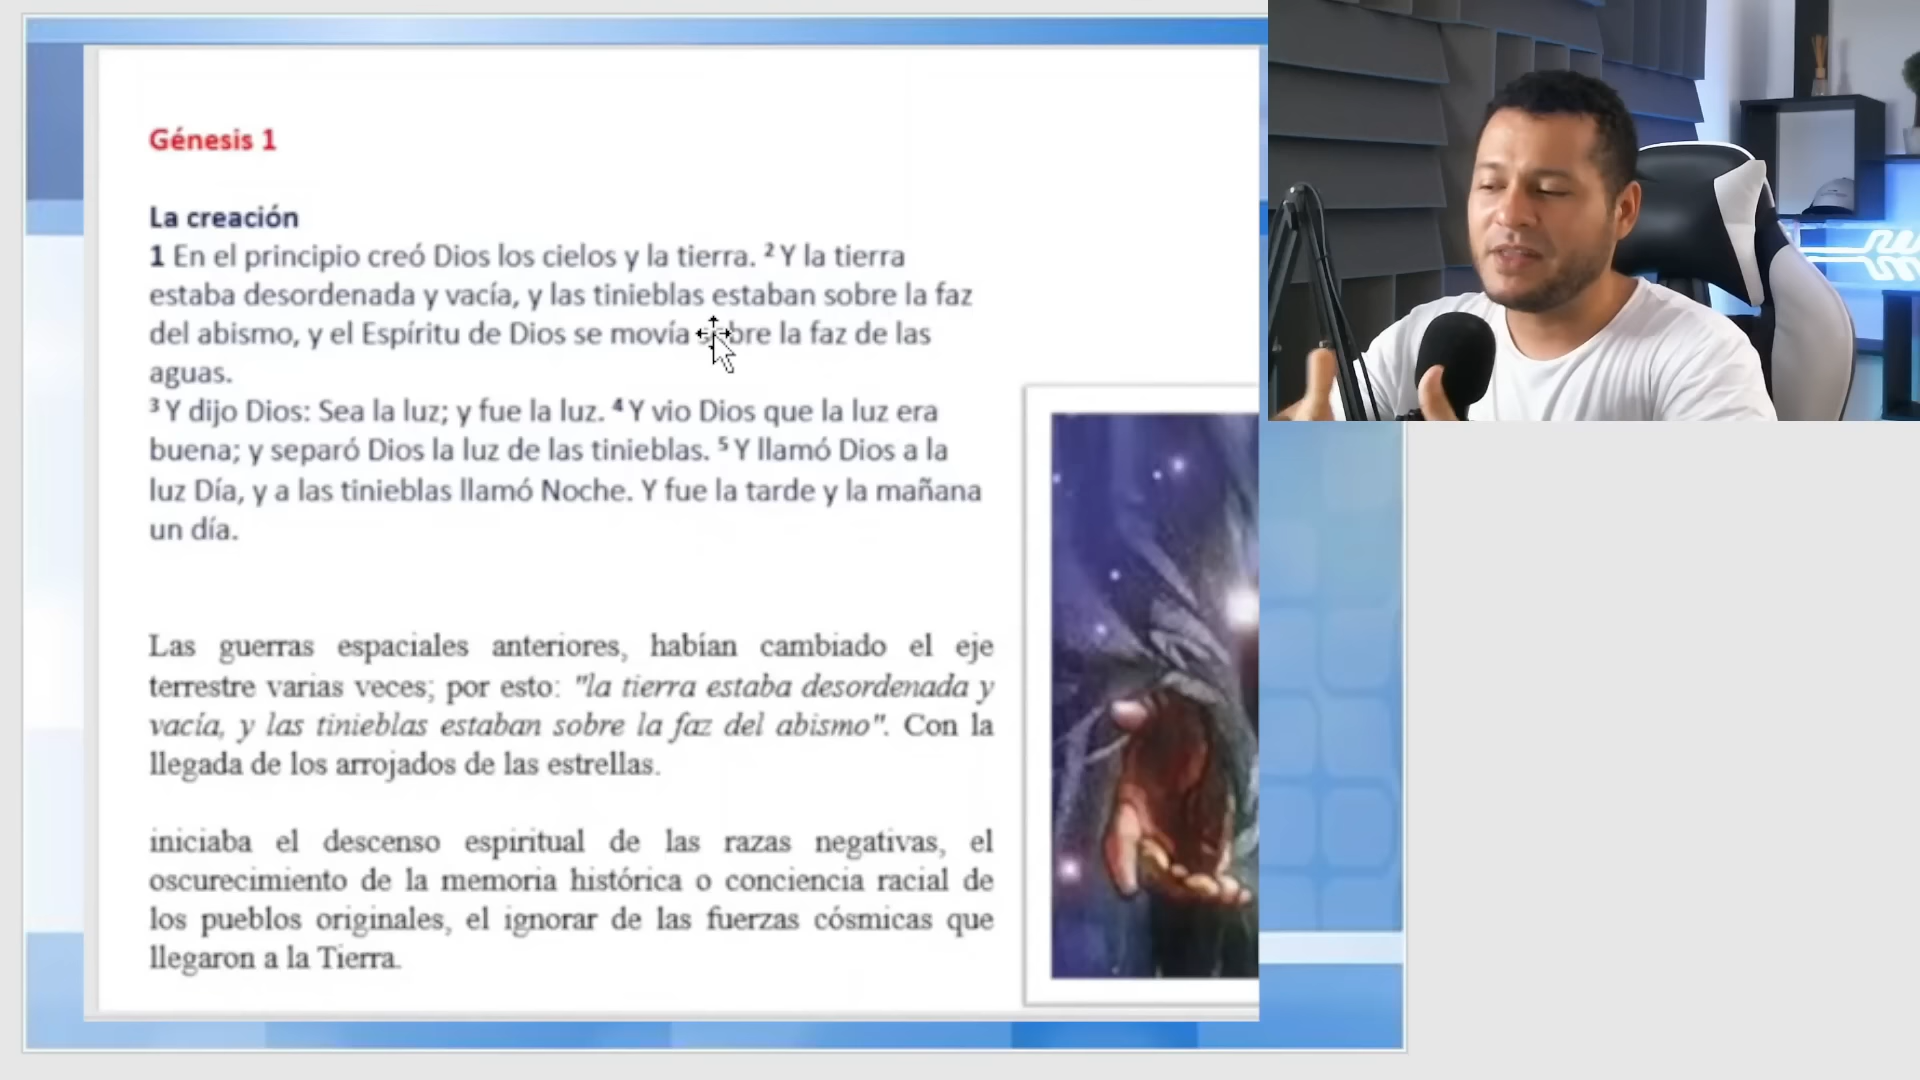 Génesis 1
La creación
1 En el principio creó Dios los cielos y la tierra. ² Y la tierra
estaba desordenada y vacía, y las tinieblas estaban sobre la faz
del abismo, y el Espíritu de Dios se movía sobre la faz de las
aguas.
³ Y dijo Dios: Sea la luz; y fue la luz. ⁴ Y vio Dios que la luz era
buena; y separó Dios la luz de las tinieblas. ⁵ Y llamó Dios a la
luz Día, y a las tinieblas llamó Noche. Y fue la tarde y la mañana
un día.
Las guerras espaciales anteriores, habían cambiado el eje
terrestre varias veces; por esto: "la tierra estaba desordenada y
vacía, y las tinieblas estaban sobre la faz del abismo". Con la
llegada de los arrojados de las estrellas.
iniciaba el descenso espiritual de las razas negativas, el
oscurecimiento de la memoria histórica o conciencia racial de
los pueblos originales, el ignorar de las fuerzas cósmicas que
llegaron a la Tierra.